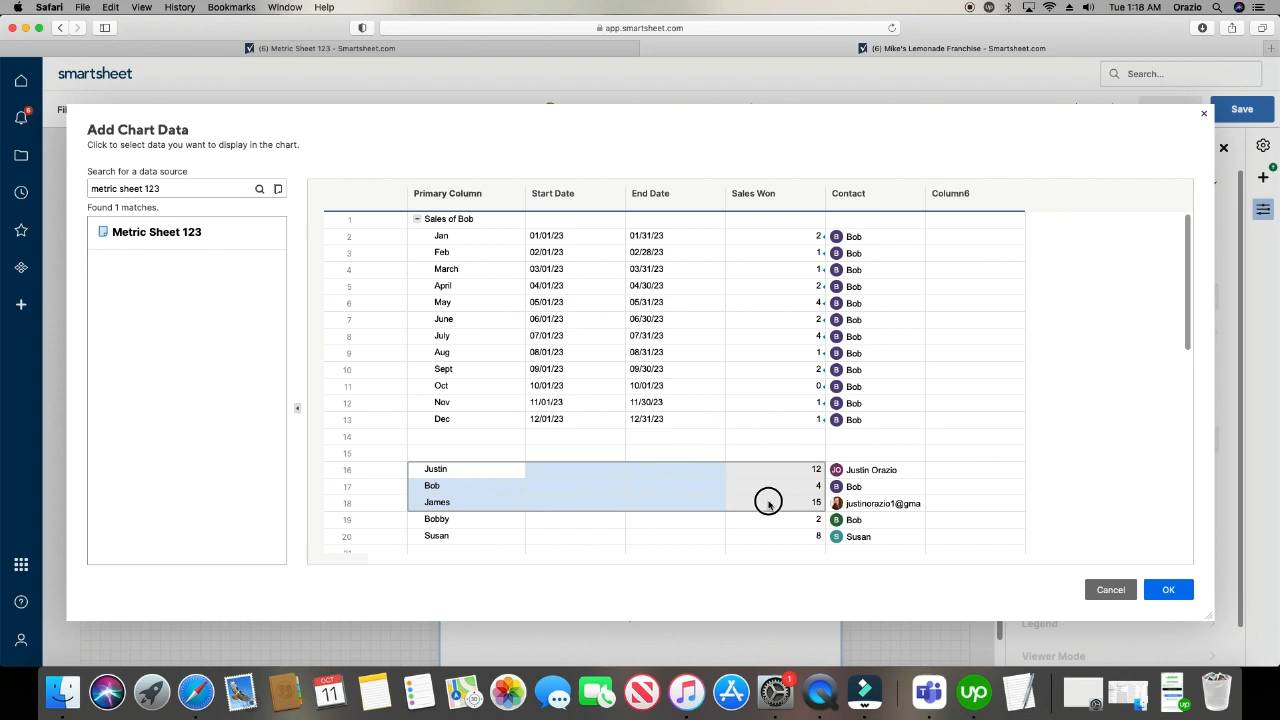 Safari File Edit View History Bookmarks Window Help
Tue 1:18 AM Orazio
app.smartsheet.com
(6) Metric Sheet 123 - Smartsheet.com
(6) Mike's Lemonade Franchise - Smartsheet.com
smartsheet
Search...
6
Save
Add Chart Data
Click to select data you want to display in the chart.
Search for a data source
metric sheet 123
Found 1 matches.
Metric Sheet 123
Primary Column Start Date End Date Sales Won Contact Column6
1 Sales of Bob
2 Jan 01/01/23 01/31/23 2 B Bob
3 Feb 02/01/23 02/28/23 1 B Bob
4 March 03/01/23 03/31/23 1 B Bob
5 April 04/01/23 04/30/23 2 B Bob
6 May 05/01/23 05/31/23 4 B Bob
7 June 06/01/23 06/30/23 2 B Bob
8 July 07/01/23 07/31/23 4 B Bob
9 Aug 08/01/23 08/31/23 1 B Bob
10 Sept 09/01/23 09/30/23 2 B Bob
11 Oct 10/01/23 10/01/23 0 B Bob
12 Nov 11/01/23 11/30/23 1 B Bob
13 Dec 12/01/23 12/31/23 1 B Bob
14
15
16 Justin 12 JO Justin Orazio
17 Bob 4 B Bob
18 James 15 justinorazio1@gma
19 Bobby 2 B Bob
20 Susan 8 S Susan
Cancel OK
Legend
Viewer Mode
OCT
11
1
up
up